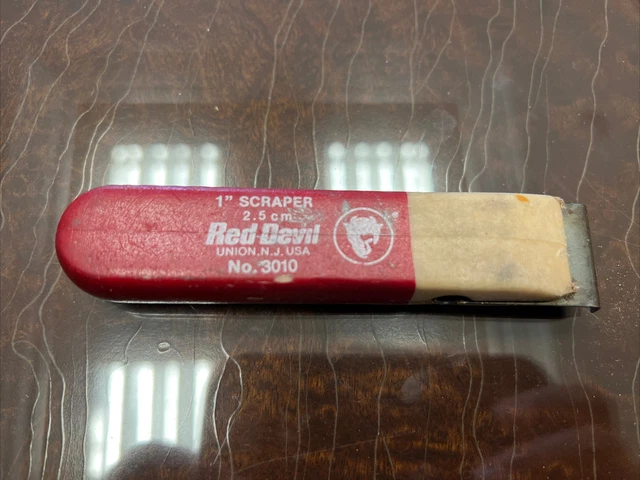 1” SCRAPER
2.5 cm
Red Devil
UNION, N.J. USA
No. 3010